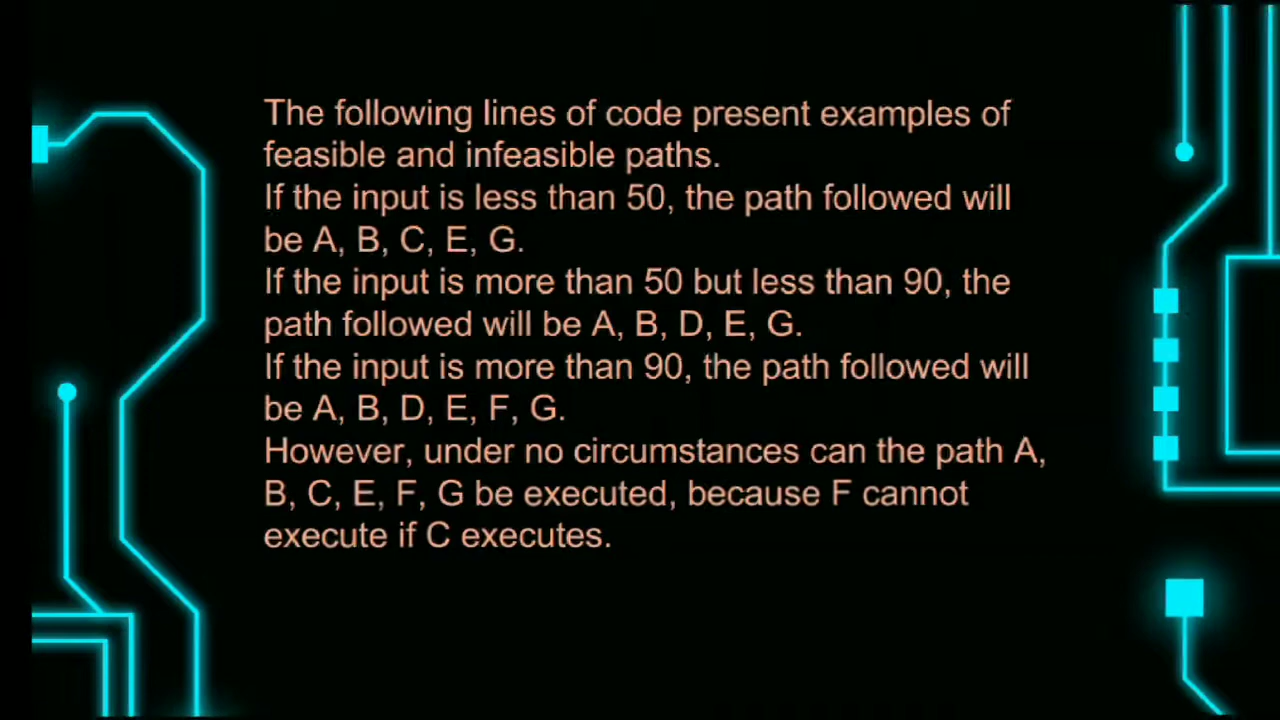 The following lines of code present examples of
feasible and infeasible paths.
If the input is less than 50, the path followed will
be A, B, C, E, G.
If the input is more than 50 but less than 90, the
path followed will be A, B, D, E, G.
If the input is more than 90, the path followed will
be A, B, D, E, F, G.
However, under no circumstances can the path A,
B, C, E, F, G be executed, because F cannot
execute if C executes.